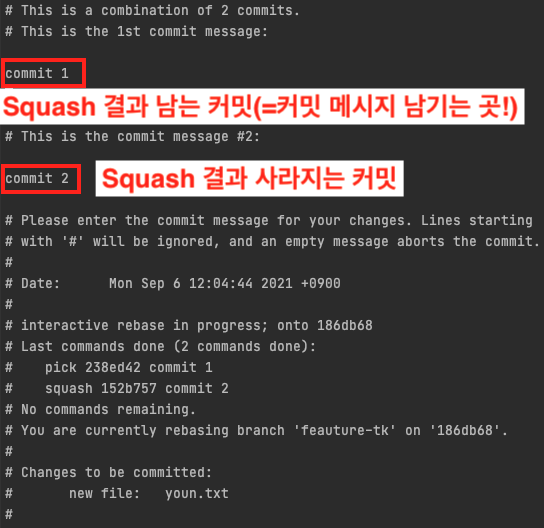 # This is a combination of 2 commits.
# This is the 1st commit message:
commit 1
Squash 결과 남는 커밋(=커밋 메시지 남기는 곳!)
# This is the commit message #2:
commit 2
Squash 결과 사라지는 커밋
# Please enter the commit message for your changes. Lines starting
# with '#' will be ignored, and an empty message aborts the commit.
#
# Date:      Mon Sep 6 12:04:44 2021 +0900
#
# interactive rebase in progress; onto 186db68
# Last commands done (2 commands done):
#    pick 238ed42 commit 1
#    squash 152b757 commit 2
# No commands remaining.
# You are currently rebasing branch 'feauture-tk' on '186db68'.
#
# Changes to be committed:
#       new file:   youn.txt
#